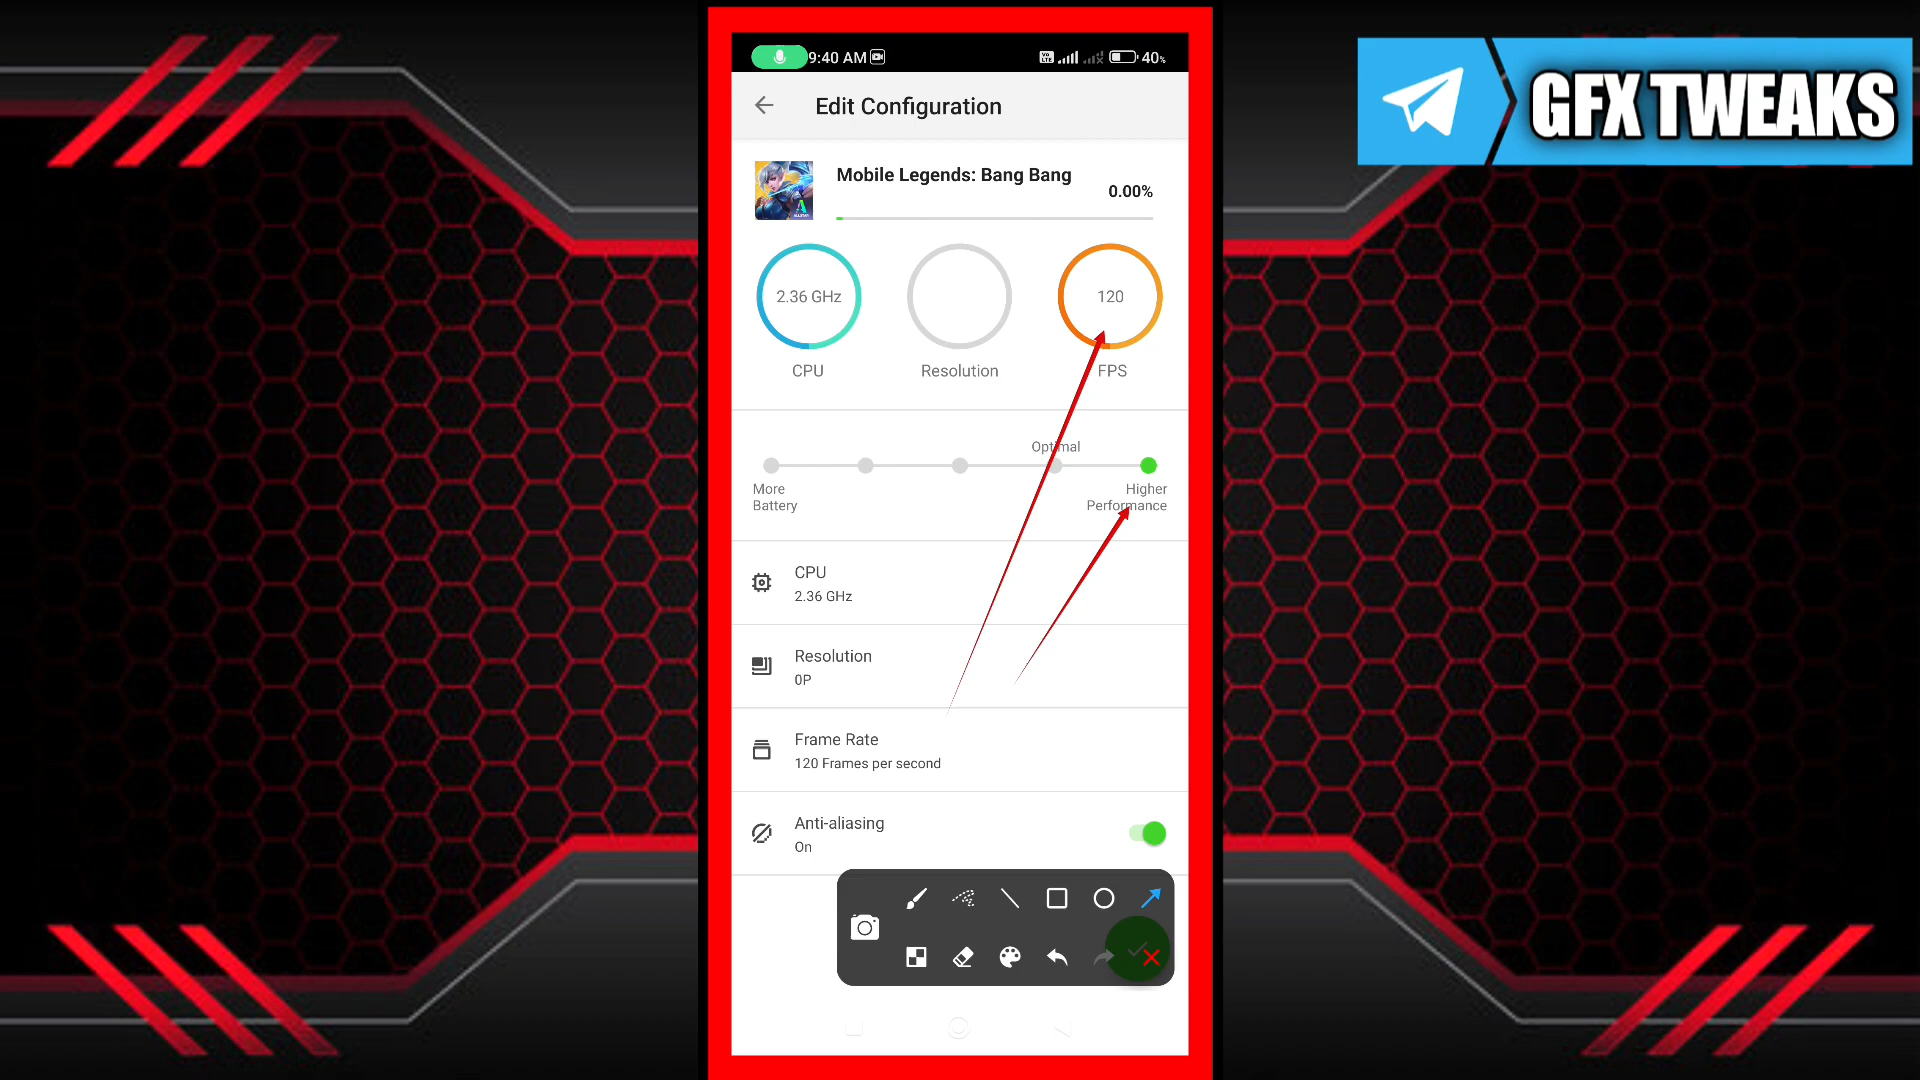 9:40 AM
40%
GFX TWEAKS
Edit Configuration
Mobile Legends: Bang Bang
0.00%
2.36 GHz
120
CPU
Resolution
FPS
Optimal
More
Battery
Higher
Performance
CPU
2.36 GHz
Resolution
0P
Frame Rate
120 Frames per second
Anti-aliasing
On